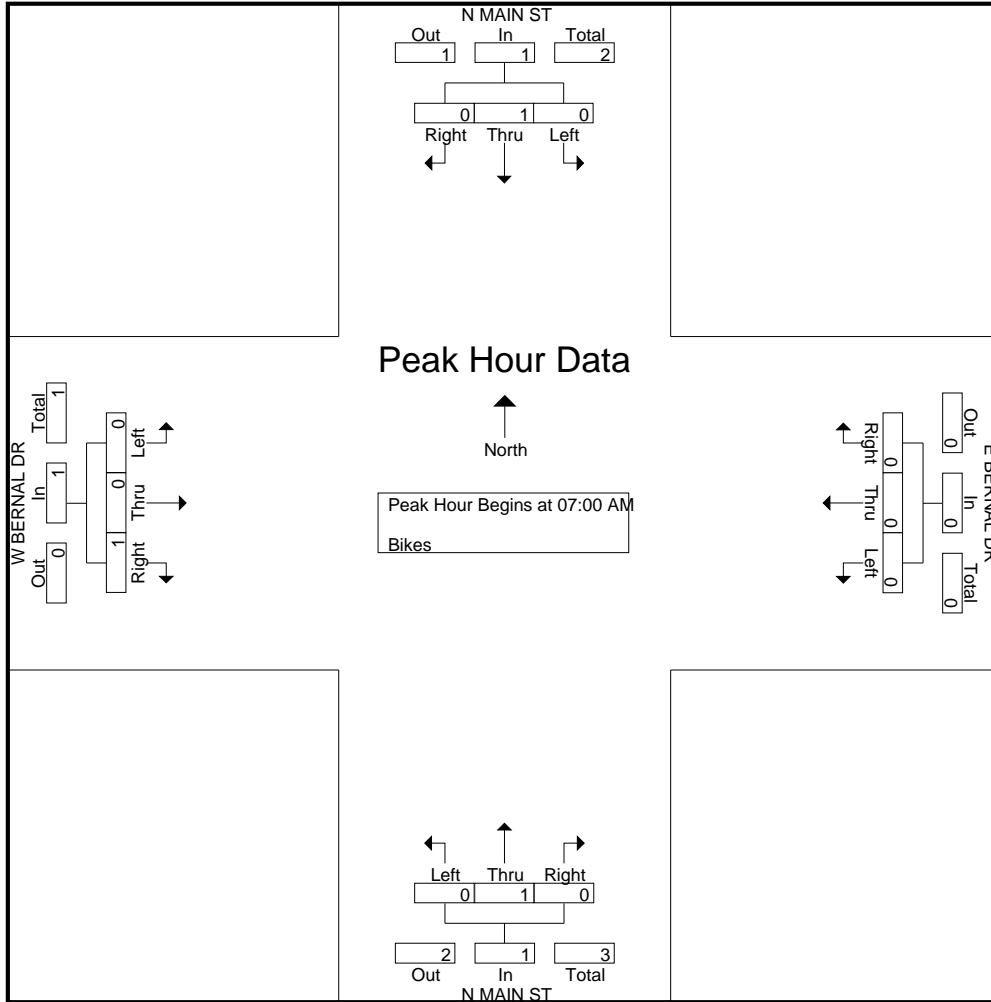 N MAIN ST
Out In Total
1 1 2
0 1 0
Right Thru Left
Peak Hour Data
North
Peak Hour Begins at 07:00 AM
Bikes
W BERNAL DR
Out In Total
0 1 1
Right Thru Left
1 0 0
E BERNAL DR
Out In Total
0 0 0
Right Thru Left
0 0 0
Left Thru Right
0 1 0
2 1 3
Out In Total
N MAIN ST